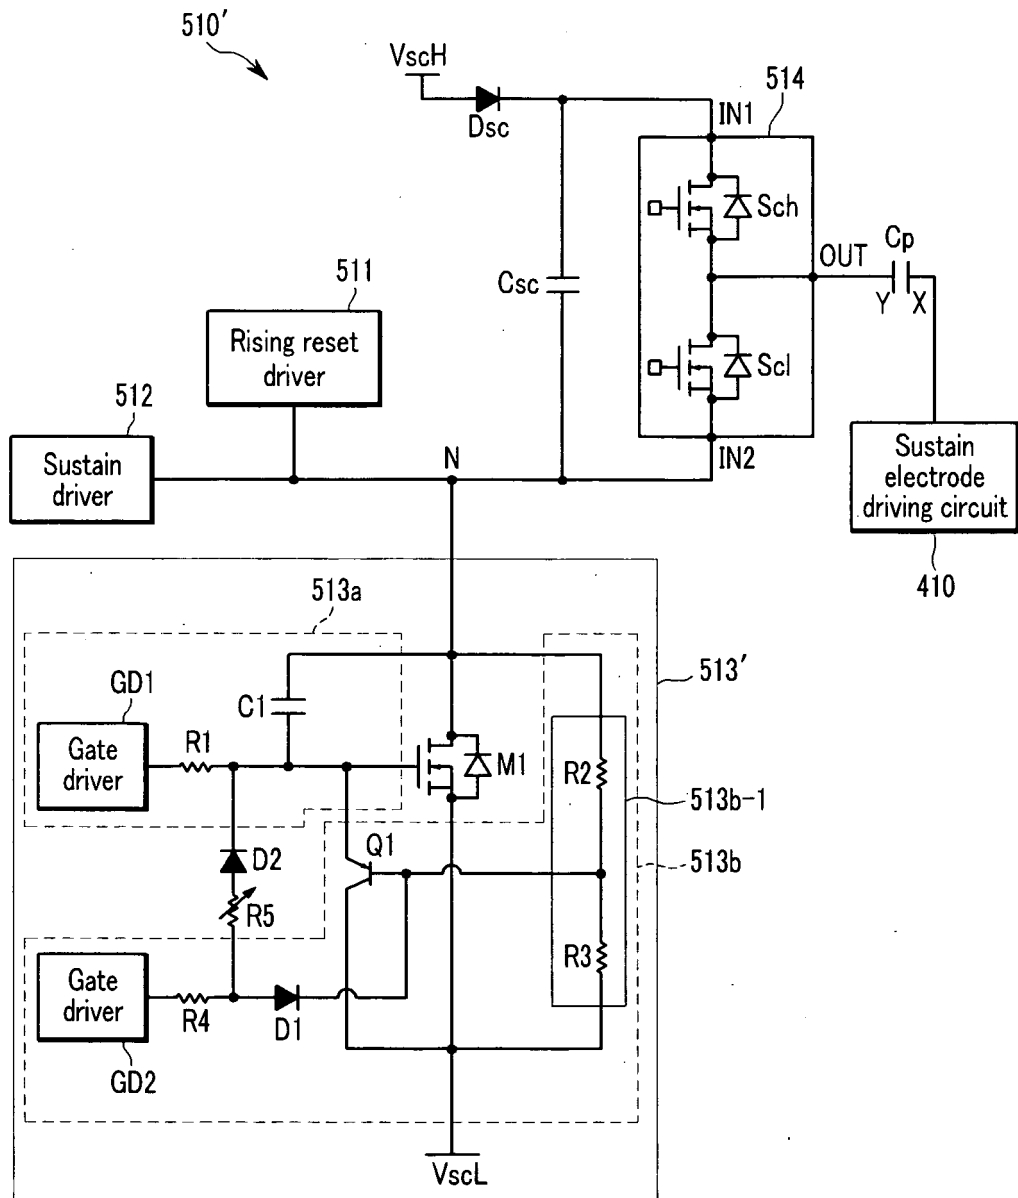 510′
VscH
514
IN1
Dsc
Sch
Cp
OUT
Csc
Y
X
511
Rising reset
driver
Scl
512
Sustain
driver
N
IN2
Sustain
electrode
driving circuit
410
513a
513′
GD1
C1
Gate
driver
R1
M1
R2
513b-1
Q1
D2
513b
R5
R3
Gate
driver
R4
D1
GD2
VscL